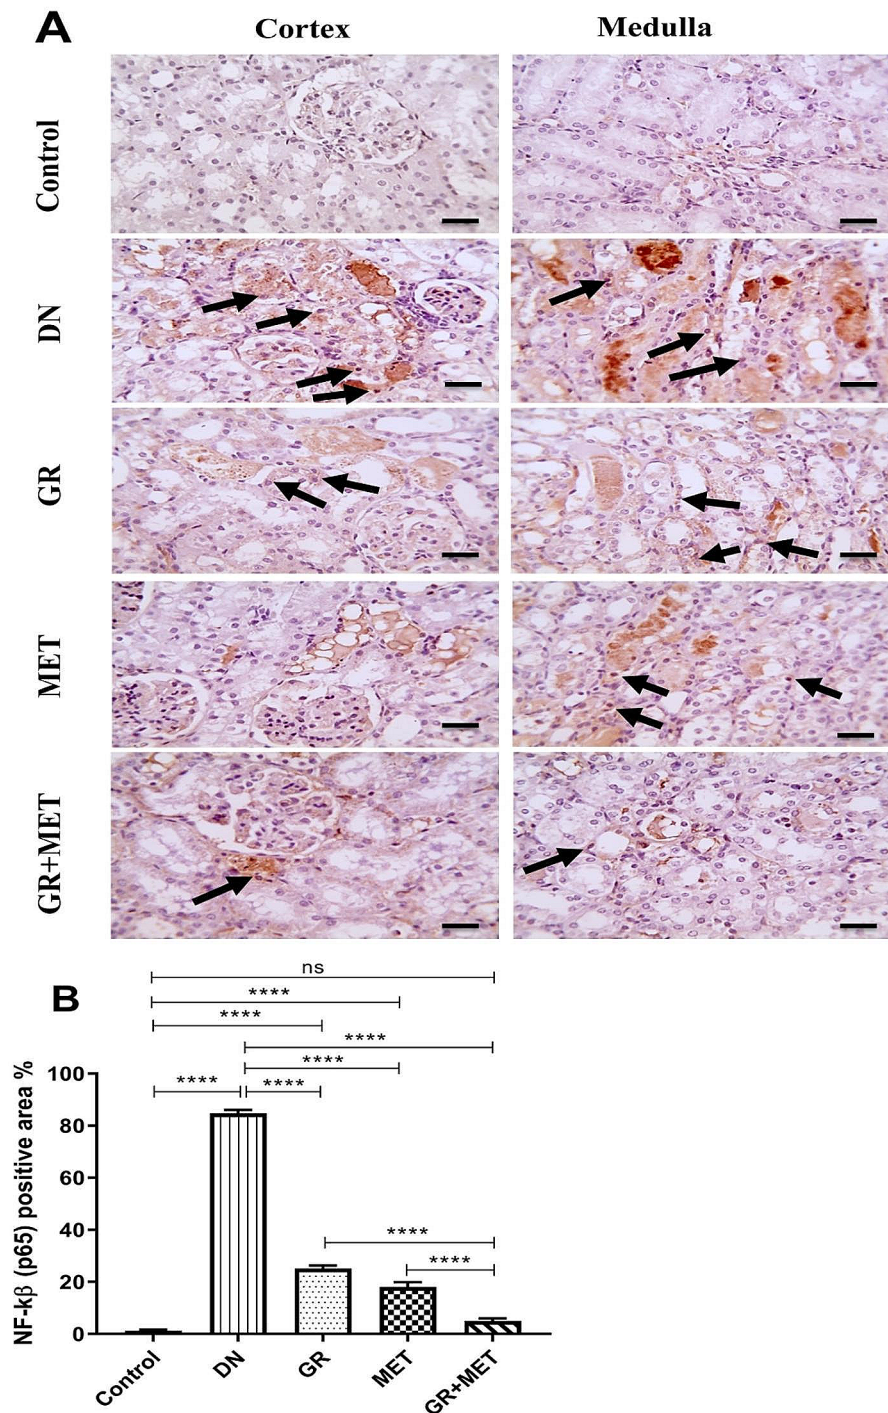 A
Cortex
Medulla
Control
DN
GR
MET
GR+MET
B
ns
****
****
****
****
****
****
****
****
NF-kβ (p65) positive area %
100
80
60
40
20
0
Control
DN
GR
MET
GR+MET